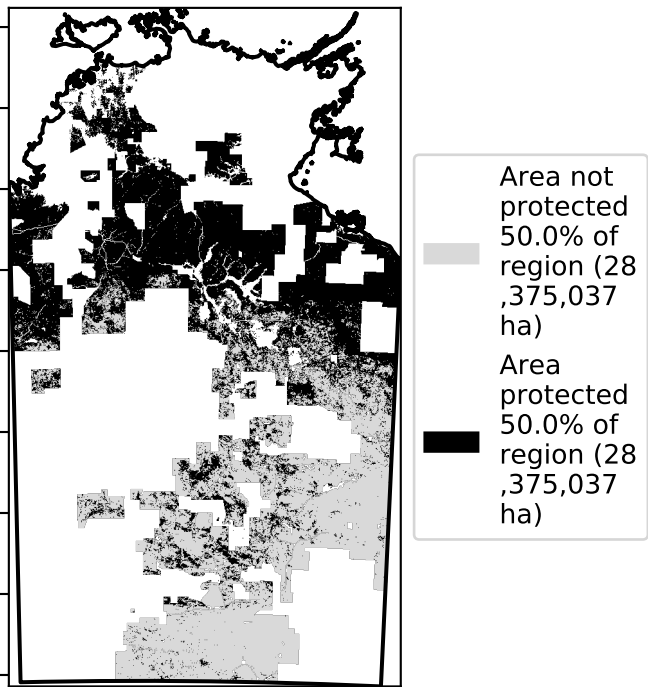 Area not
protected
50.0% of
region (28
,375,037
ha)
Area
protected
50.0% of
region (28
,375,037
ha)